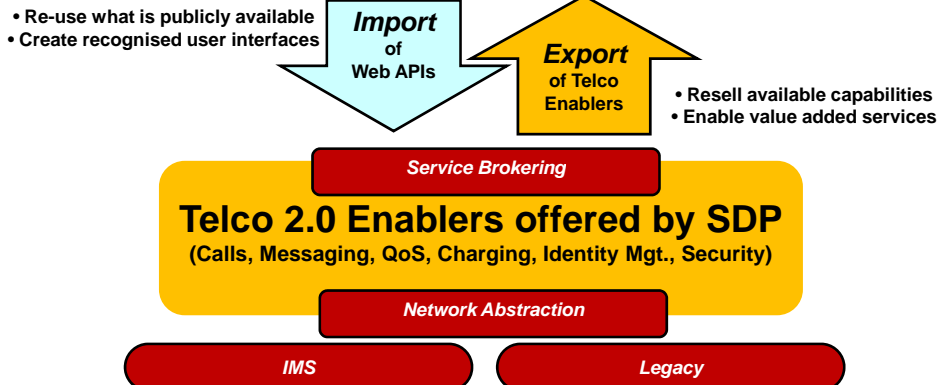 • Re-use what is publicly available
• Create recognised user interfaces
Import
of
Web APIs
Export
of Telco
Enablers
• Resell available capabilities
• Enable value added services
Service Brokering
Telco 2.0 Enablers offered by SDP
(Calls, Messaging, QoS, Charging, Identity Mgt., Security)
Network Abstraction
IMS
Legacy